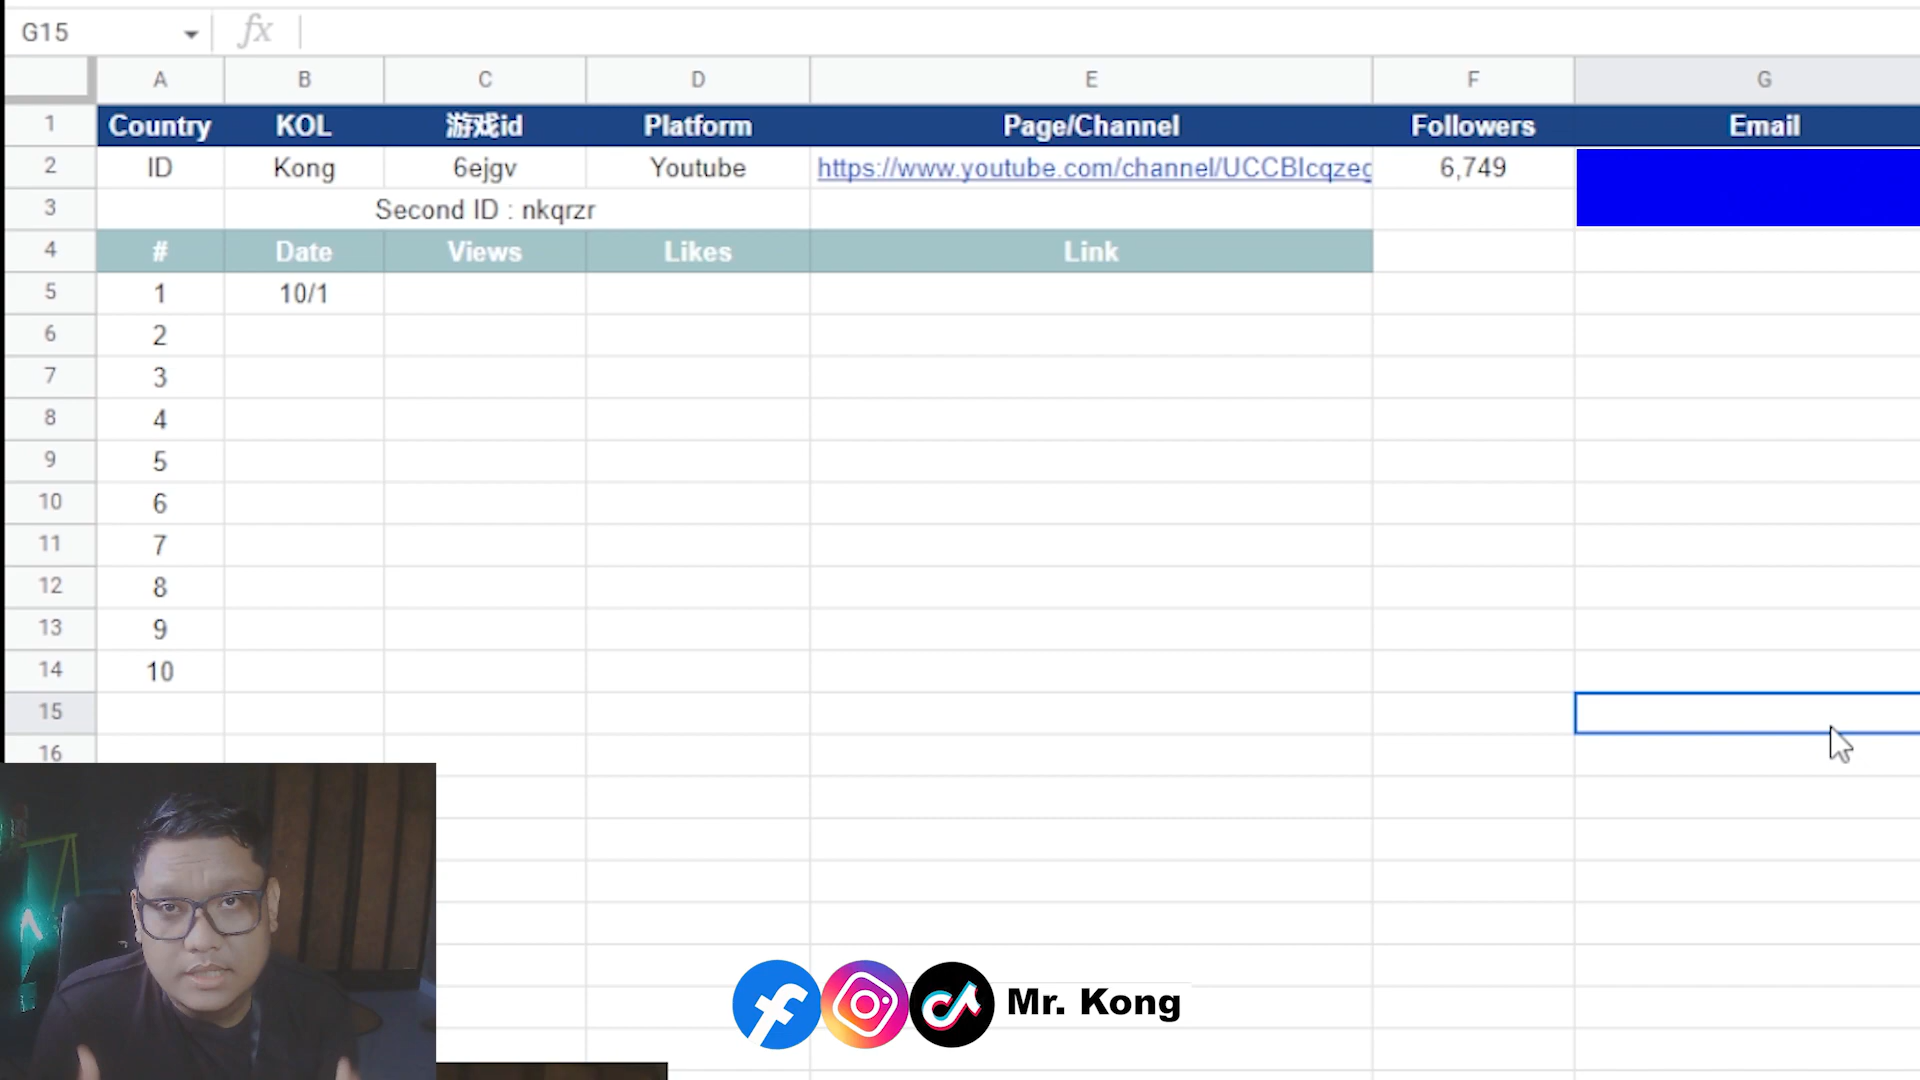 G15 fx
A B C D E F G
1 Country KOL 游戏id Platform Page/Channel Followers Email
2 ID Kong 6ejgv Youtube https://www.youtube.com/channel/UCCBIcqzeg 6,749
3 Second ID : nkqrzr
4 # Date Views Likes Link
5 1 10/1
6 2
7 3
8 4
9 5
10 6
11 7
12 8
13 9
14 10
15
16
Mr. Kong